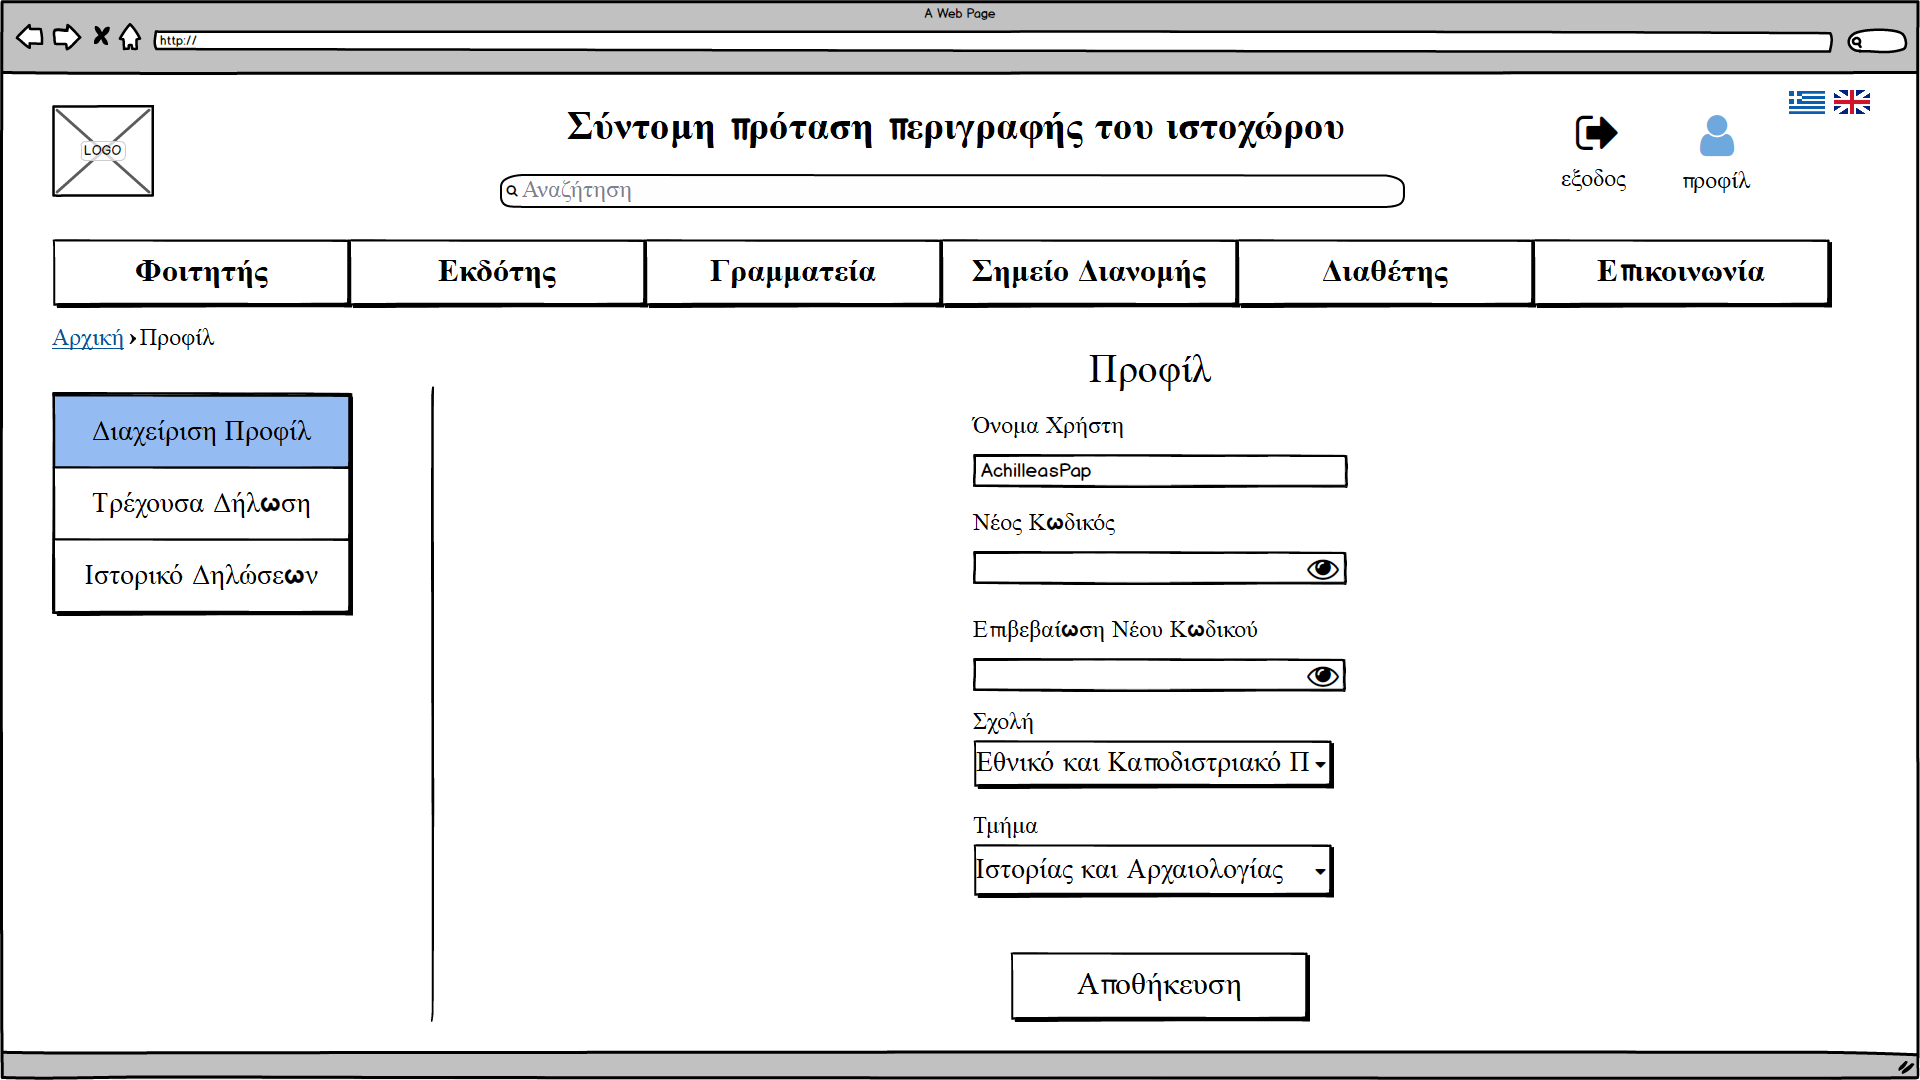 A Web Page
http://
LOGO
Σύντομη πρόταση περιγραφής του ιστοχώρου
Αναζήτηση
εξοδος
προφίλ
Φοιτητής
Εκδότης
Γραμματεία
Σημείο Διανομής
Διαθέτης
Επικοινωνία
Αρχική › Προφίλ
Διαχείριση Προφίλ
Τρέχουσα Δήλωση
Ιστορικό Δηλώσεων
Προφίλ
Όνομα Χρήστη
AchilleasPap
Νέος Κωδικός
Επιβεβαίωση Νέου Κωδικού
Σχολή
Εθνικό και Καποδιστριακό Π
Τμήμα
Ιστορίας και Αρχαιολογίας
Αποθήκευση